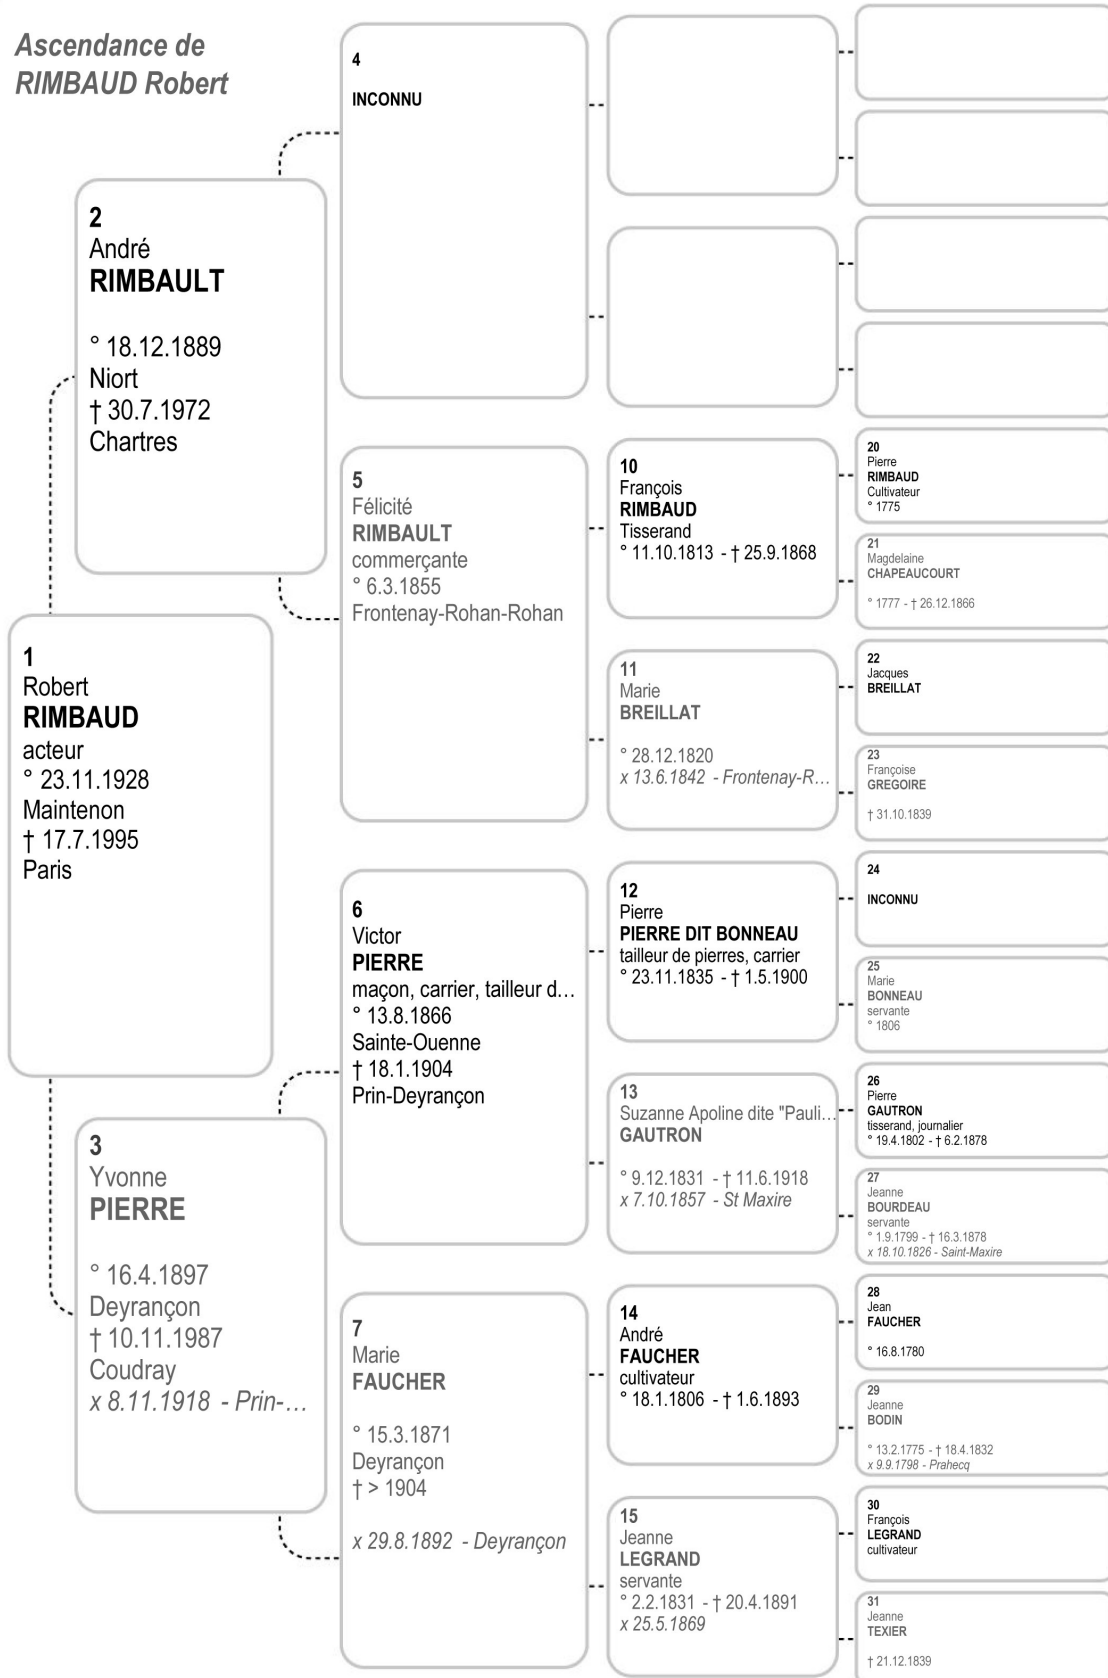 Ascendance de
RIMBAUD Robert
1
Robert
RIMBAUD
acteur
° 23.11.1928
Maintenon
† 17.7.1995
Paris
2
André
RIMBAULT
° 18.12.1889
Niort
† 30.7.1972
Chartres
3
Yvonne
PIERRE
° 16.4.1897
Deyrançon
† 10.11.1987
Coudray
x 8.11.1918 - Prin-...
4
INCONNU
5
Félicité
RIMBAULT
commerçante
° 6.3.1855
Frontenay-Rohan-Rohan
6
Victor
PIERRE
maçon, carrier, tailleur d...
° 13.8.1866
Sainte-Ouenne
† 18.1.1904
Prin-Deyrançon
7
Marie
FAUCHER
° 15.3.1871
Deyrançon
† > 1904
x 29.8.1892 - Deyrançon
10
François
RIMBAUD
Tisserand
° 11.10.1813 - † 25.9.1868
11
Marie
BREILLAT
° 28.12.1820
x 13.6.1842 - Frontenay-R...
12
Pierre
PIERRE DIT BONNEAU
tailleur de pierres, carrier
° 23.11.1835 - † 1.5.1900
13
Suzanne Apoline dite "Pauli...
GAUTRON
° 9.12.1831 - † 11.6.1918
x 7.10.1857 - St Maxire
14
André
FAUCHER
cultivateur
° 18.1.1806 - † 1.6.1893
15
Jeanne
LEGRAND
servante
° 2.2.1831 - † 20.4.1891
x 25.5.1869
20
Pierre
RIMBAUD
Cultivateur
° 1775
21
Magdelaine
CHAPEAUCOURT
° 1777 - † 26.12.1866
22
Jacques
BREILLAT
23
Françoise
GREGOIRE
† 31.10.1839
24
INCONNU
25
Marie
BONNEAU
servante
° 1806
26
Pierre
GAUTRON
tisserand, journalier
° 19.4.1802 - † 6.2.1878
27
Jeanne
BOURDEAU
servante
° 1.9.1799 - † 16.3.1878
x 18.10.1826 - Saint-Maxire
28
Jean
FAUCHER
° 16.8.1780
29
Jeanne
BODIN
° 13.2.1775 - † 18.4.1832
x 9.9.1798 - Prahecq
30
François
LEGRAND
cultivateur
31
Jeanne
TEXIER
† 21.12.1839